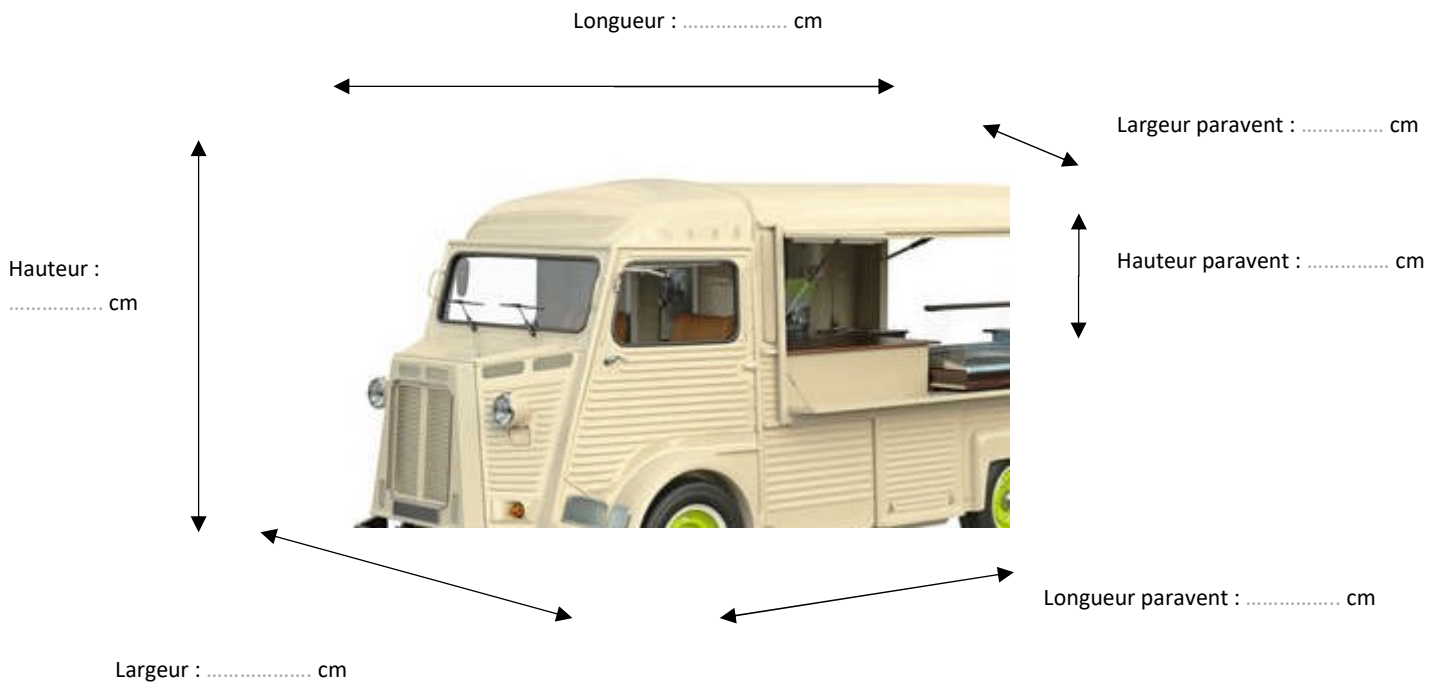 Longueur : ……………….. cm
Largeur paravent : …………… cm
Hauteur :
…………….. cm
Hauteur paravent : …………… cm
Longueur paravent : …………….. cm
Largeur : ……………….. cm